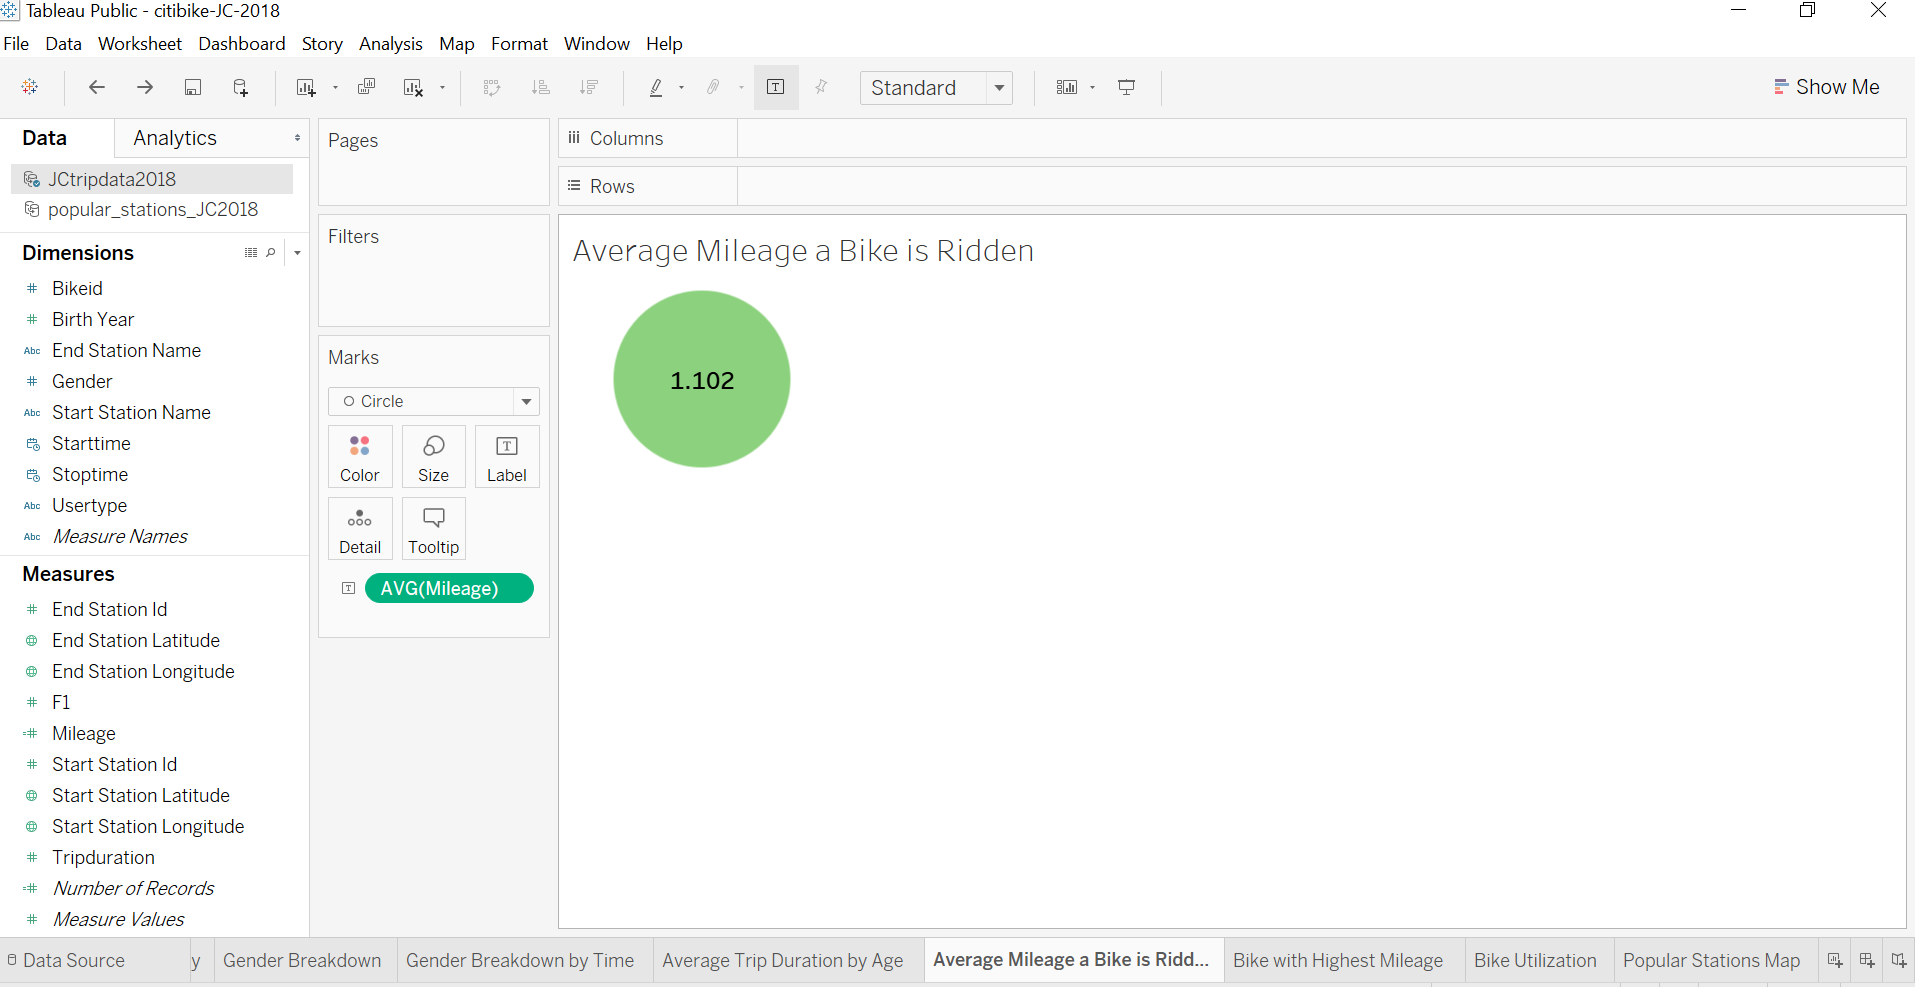 Tableau Public - citibike-JC-2018
File Data Worksheet Dashboard Story Analysis Map Format Window Help
Standard
Show Me
Data Analytics
JCtripdata2018
popular_stations_JC2018
Dimensions
# Bikeid
# Birth Year
Abc End Station Name
# Gender
Abc Start Station Name
Starttime
Stoptime
Abc Usertype
Abc Measure Names
Measures
# End Station Id
End Station Latitude
End Station Longitude
# F1
=# Mileage
# Start Station Id
Start Station Latitude
Start Station Longitude
# Tripduration
=# Number of Records
# Measure Values
Pages
Filters
Marks
Circle
Color Size T Label
Detail Tooltip
T AVG(Mileage)
Columns
Rows
Average Mileage a Bike is Ridden
1.102
Data Source y Gender Breakdown Gender Breakdown by Time Average Trip Duration by Age Average Mileage a Bike is Ridd... Bike with Highest Mileage Bike Utilization Popular Stations Map